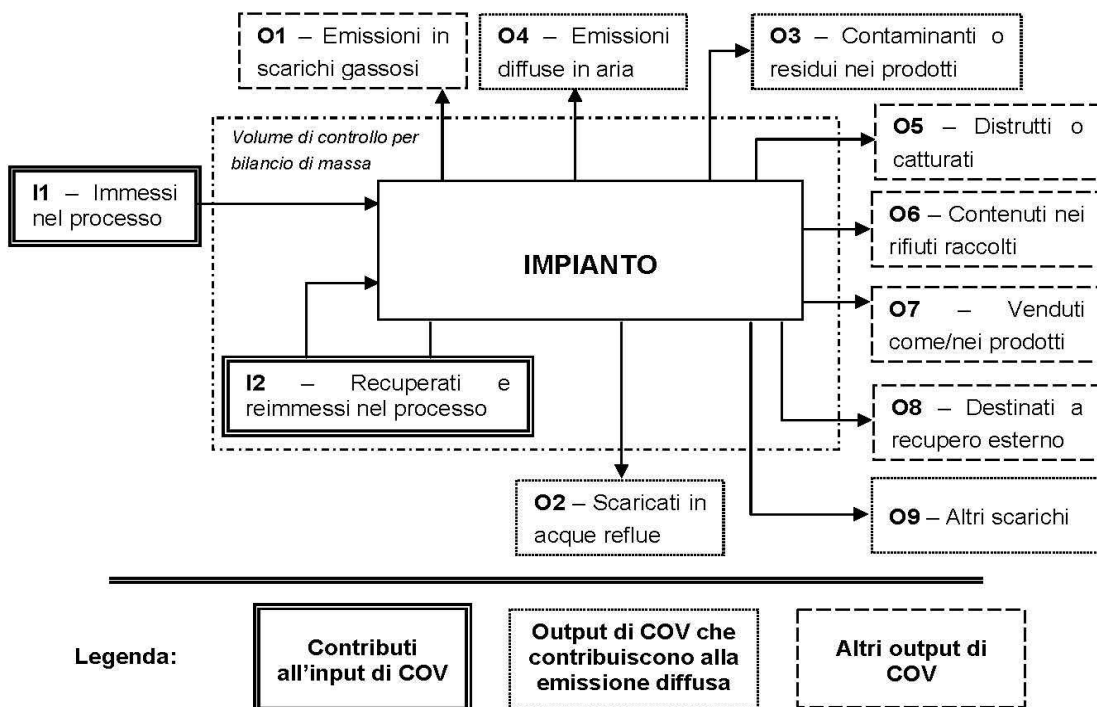 O1 – Emissioni in
scarichi gassosi
O4 – Emissioni
diffuse in aria
O3 – Contaminanti o
residui nei prodotti
Volume di controllo per
bilancio di massa
O5 – Distrutti o
catturati
I1 – Immessi
nel processo
O6 – Contenuti nei
rifiuti raccolti
IMPIANTO
O7 – Venduti
come/nei prodotti
I2 – Recuperati e
reimmessi nel processo
O8 – Destinati a
recupero esterno
O2 – Scaricati in
acque reflue
O9 – Altri scarichi
Legenda:
Contributi
all'input di COV
Output di COV che
contribuiscono alla
emissione diffusa
Altri output di
COV